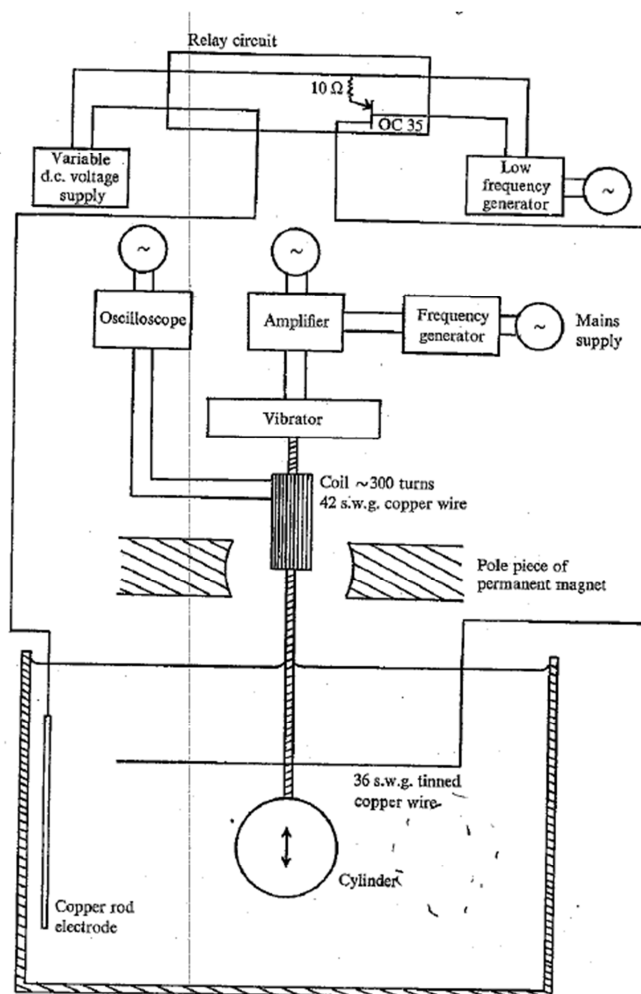 Relay circuit
10 Ω
OC 35
Variable
d.c. voltage
supply
Low
frequency
generator
~
~
~
Oscilloscope
Amplifier
Frequency
generator
~
Mains
supply
Vibrator
Coil ~300 turns
42 s.w.g. copper wire
Pole piece of
permanent magnet
36 s.w.g. tinned
copper wire
Cylinder
Copper rod
electrode